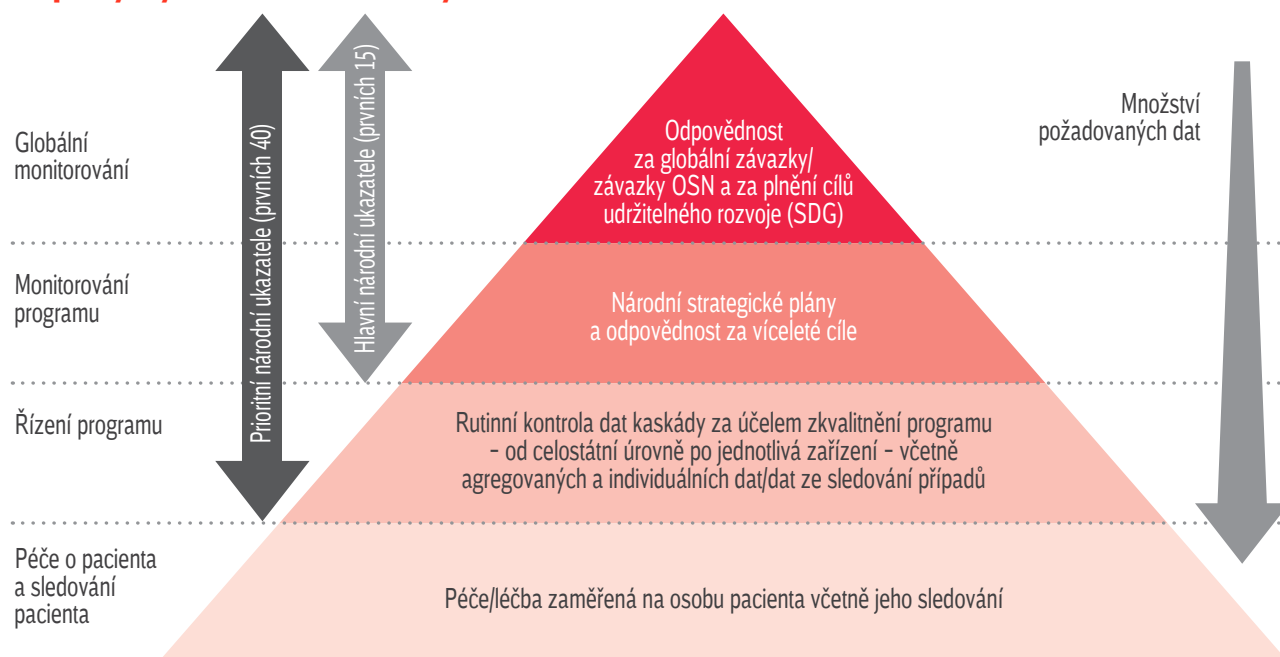 Globální
monitorování
Prioritní národní ukazatele (prvních 40)
Hlavní národní ukazatele (prvních 15)
Odpovědnost
za globální závazky/
závazky OSN a za plnění cílů
udržitelného rozvoje (SDG)
Množství
požadovaných dat
Monitorování
programu
Národní strategické plány
a odpovědnost za víceleté cíle
Řízení programu
Rutinní kontrola dat kaskády za účelem zkvalitnění programu
– od celostátní úrovně po jednotlivá zařízení – včetně
agregovaných a individuálních dat/dat ze sledování případů
Péče o pacienta
a sledování
pacienta
Péče/léčba zaměřená na osobu pacienta včetně jeho sledování